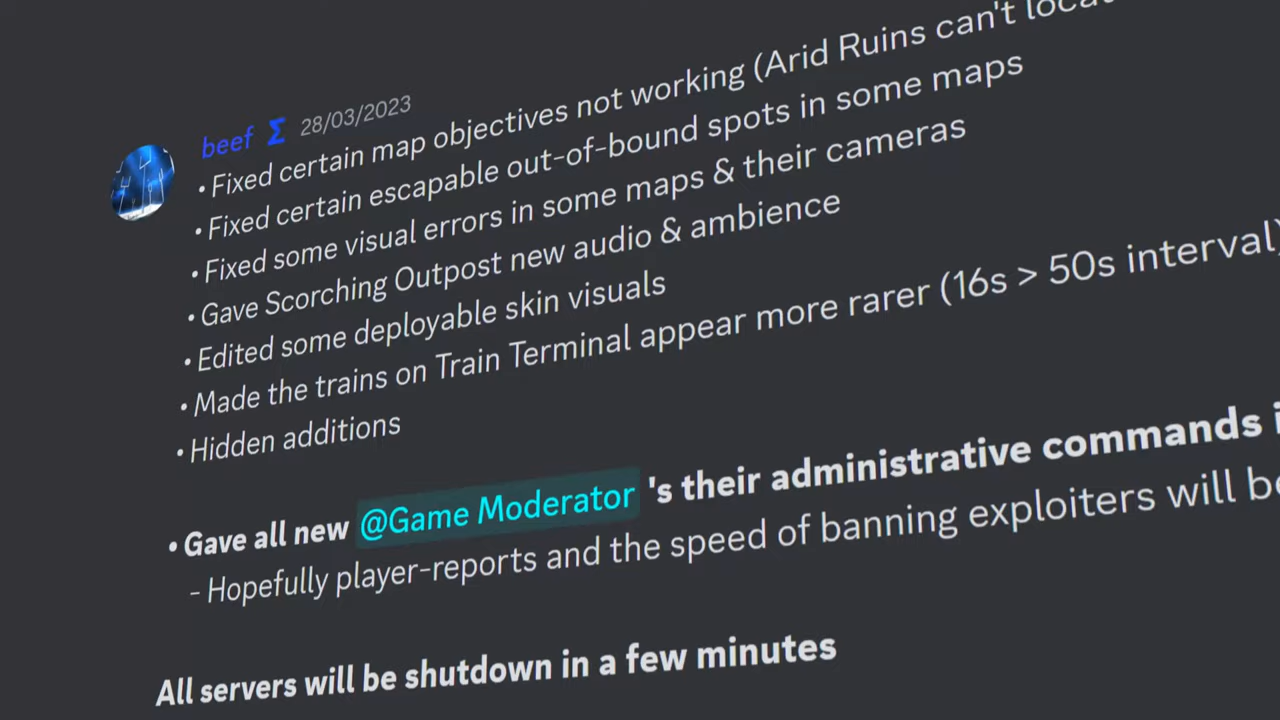 beef Σ 28/03/2023
• Fixed certain map objectives not working (Arid Ruins can't
• Fixed certain escapable out-of-bound spots in some maps
• Fixed some visual errors in some maps & their cameras
• Gave Scorching Outpost new audio & ambience
• Edited some deployable skin visuals
• Made the trains on Train Terminal appear more rarer (16s > 50s interval)
• Hidden additions
• Gave all new @Game Moderator 's their administrative commands
- Hopefully player-reports and the speed of banning exploiters will be
All servers will be shutdown in a few minutes